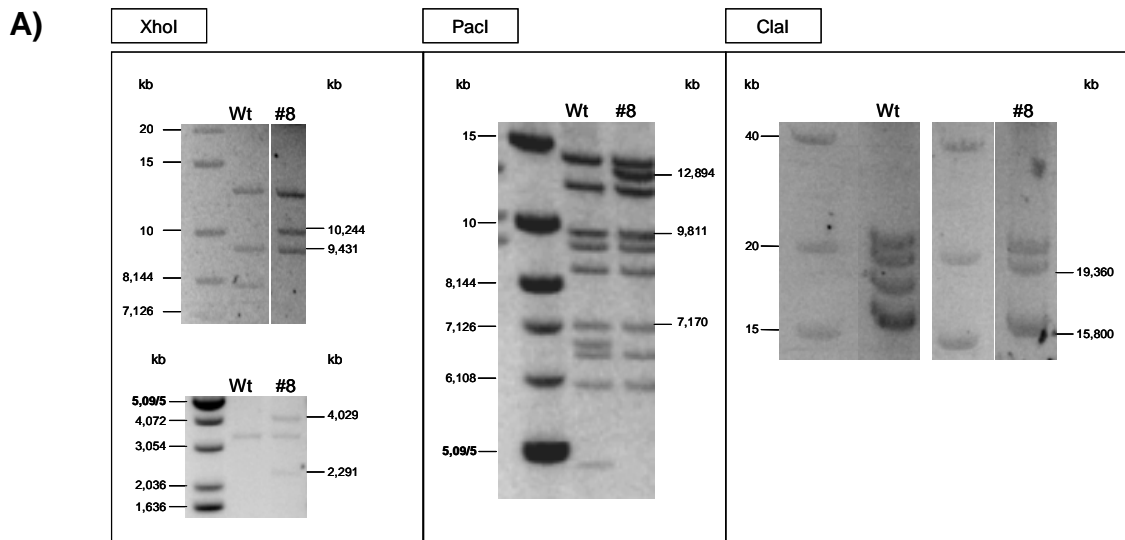 A)
XhoI
PacI
ClaI
kb
kb
Wt #8
20
15
10
8,144
7,126
10,244
9,431
kb
kb
Wt #8
5,09/5
4,072
3,054
2,036
1,636
4,029
2,291
kb
kb
Wt #8
15
10
8,144
7,126
6,108
5,09/5
12,894
9,811
7,170
kb
kb
Wt
#8
40
20
15
19,360
15,800